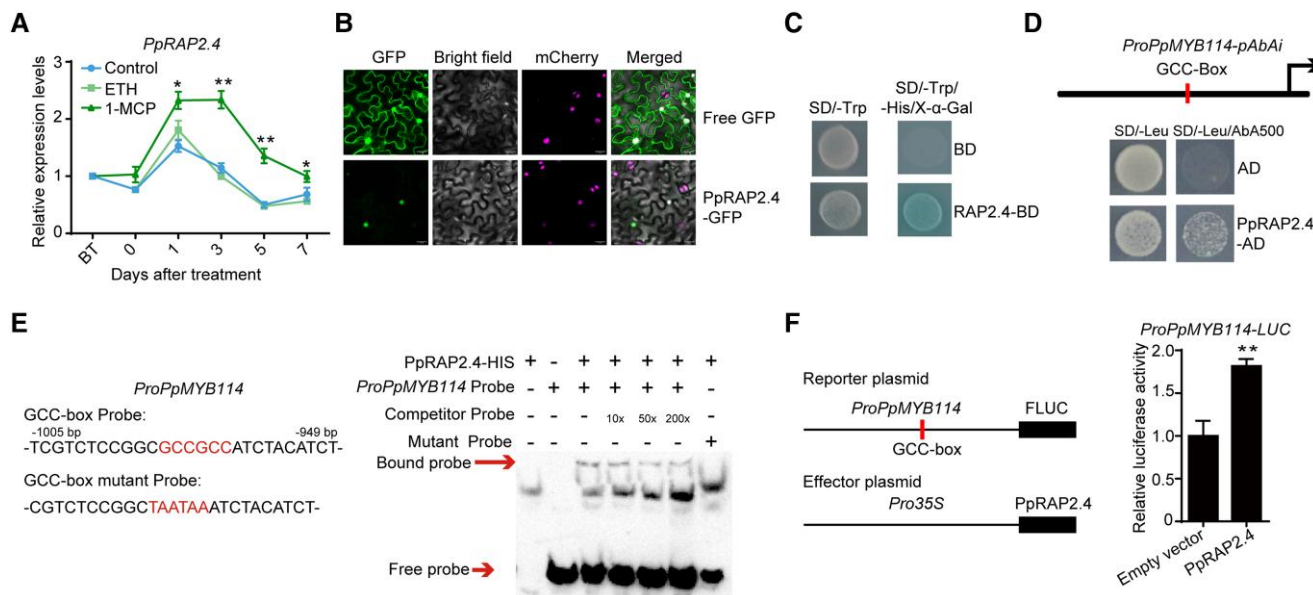 A
PpRAP2.4
Control
ETH
1-MCP
Relative expression levels
3
2
1
0
*
**
**
*
BT
0
1
3
5
7
Days after treatment
B
GFP Bright field mCherry Merged
Free GFP
PpRAP2.4
-GFP
C
SD/-Trp
SD/-Trp/
-His/X-α-Gal
BD
RAP2.4-BD
D
ProPpMYB114-pAbAi
GCC-Box
SD/-Leu SD/-Leu/AbA500
AD
PpRAP2.4
-AD
E
ProPpMYB114
GCC-box Probe:
-1005 bp -949 bp
-TCGTCTCCGGCGCCGCCATCTACATCT-
GCC-box mutant Probe:
-CGTCTCCGGCTAATAAATCTACATCT-
PpRAP2.4-HIS + - + + + + +
ProPpMYB114 Probe - + + + + + -
Competitor Probe - - - 10x 50x 200x -
Mutant Probe - - - - - - +
Bound probe
Free probe
F
Reporter plasmid
ProPpMYB114
FLUC
GCC-box
Effector plasmid
Pro35S
PpRAP2.4
ProPpMYB114-LUC
Relative luciferase activity
2.0
1.5
1.0
0.5
0
**
Empty vector
PpRAP2.4